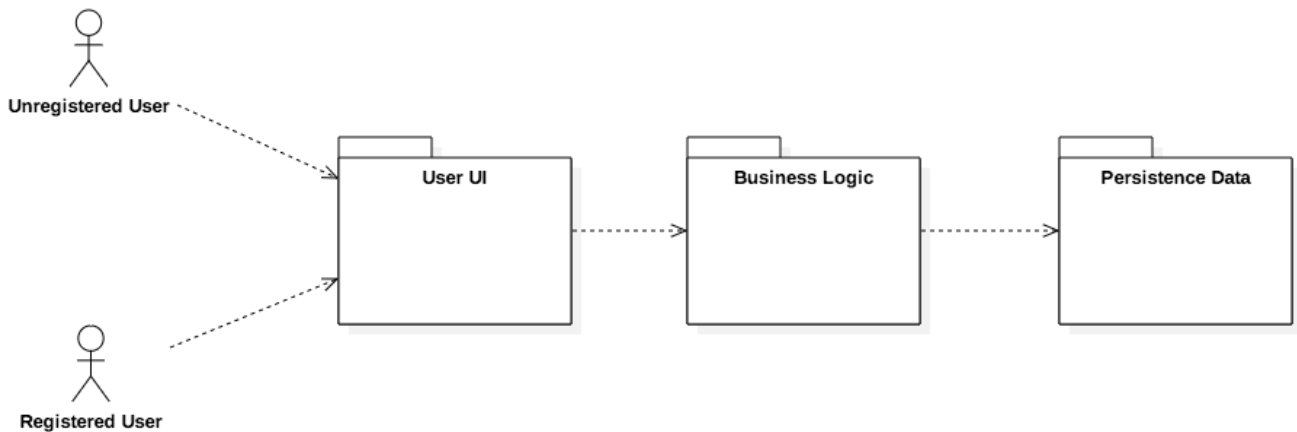 Unregistered User
User UI
Business Logic
Persistence Data
Registered User